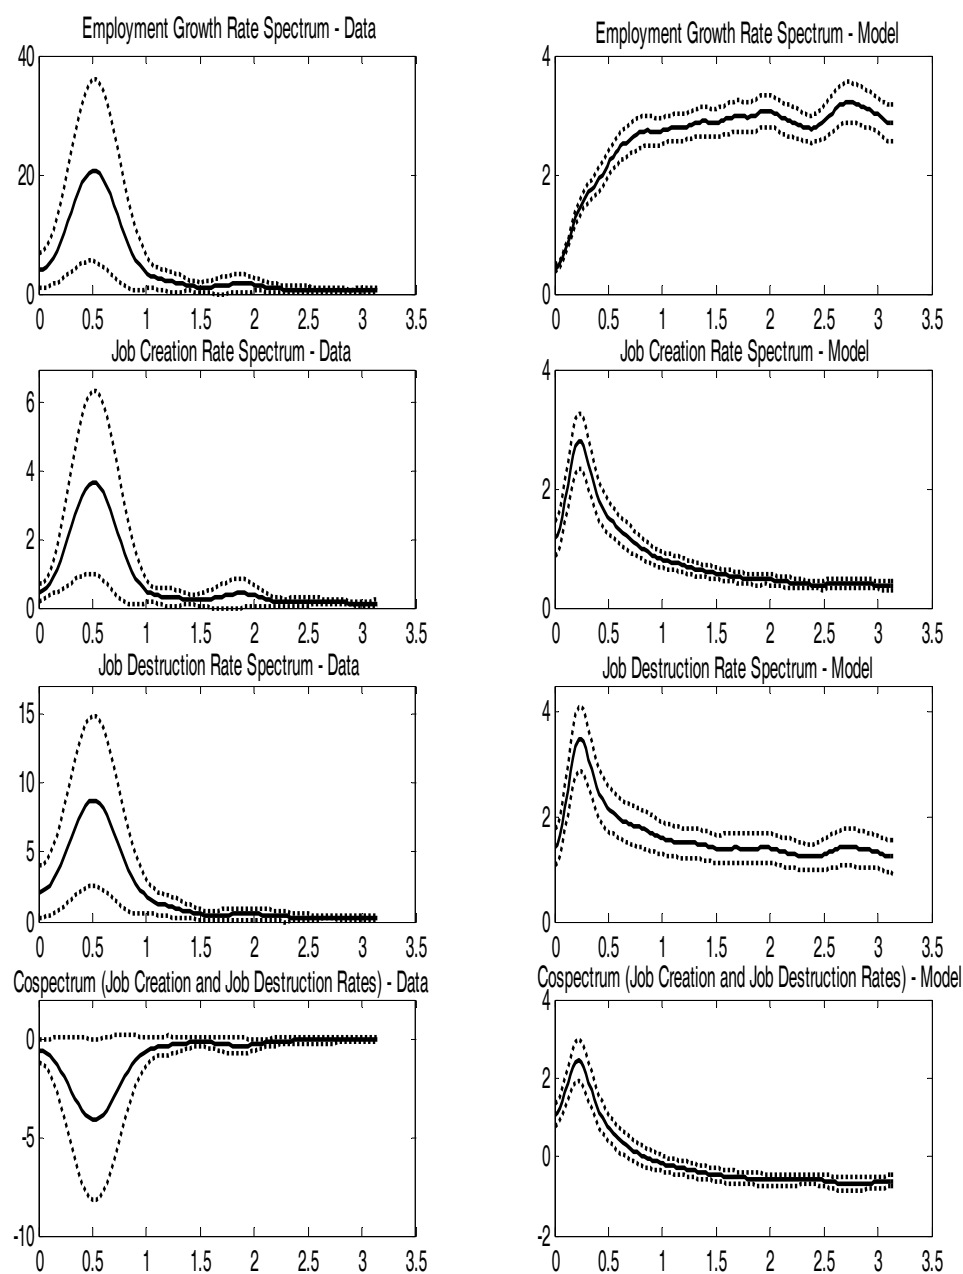 Employment Growth Rate Spectrum - Data
40
20
0
0 0.5 1 1.5 2 2.5 3 3.5
Employment Growth Rate Spectrum - Model
4
2
0
0 0.5 1 1.5 2 2.5 3 3.5
Job Creation Rate Spectrum - Data
6
4
2
0
0 0.5 1 1.5 2 2.5 3 3.5
Job Creation Rate Spectrum - Model
4
2
0
0 0.5 1 1.5 2 2.5 3 3.5
Job Destruction Rate Spectrum - Data
15
10
5
0
0 0.5 1 1.5 2 2.5 3 3.5
Job Destruction Rate Spectrum - Model
4
2
0
0 0.5 1 1.5 2 2.5 3 3.5
Cospectrum (Job Creation and Job Destruction Rates) - Data
0
-5
-10
0 0.5 1 1.5 2 2.5 3 3.5
Cospectrum (Job Creation and Job Destruction Rates) - Model
4
2
0
-2
0 0.5 1 1.5 2 2.5 3 3.5